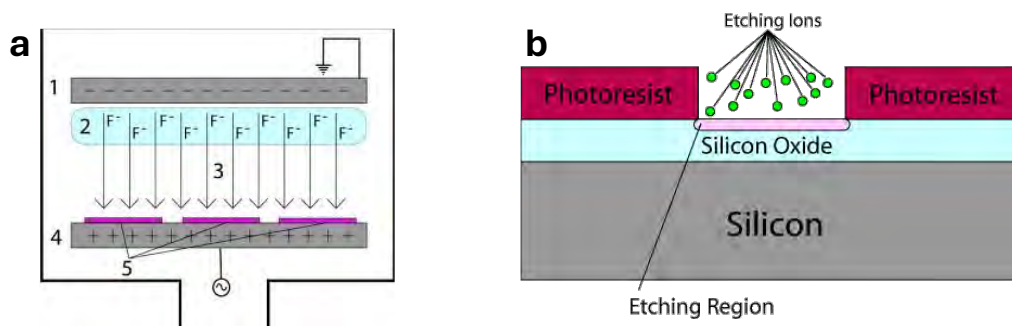 a
1
2
F⁻ F⁻ F⁻ F⁻ F⁻
F⁻ F⁻ F⁻ F⁻ F⁻
3
4
+ + + + + + + + + + + + +
5
b
Etching Ions
Photoresist
Photoresist
Silicon Oxide
Silicon
Etching Region